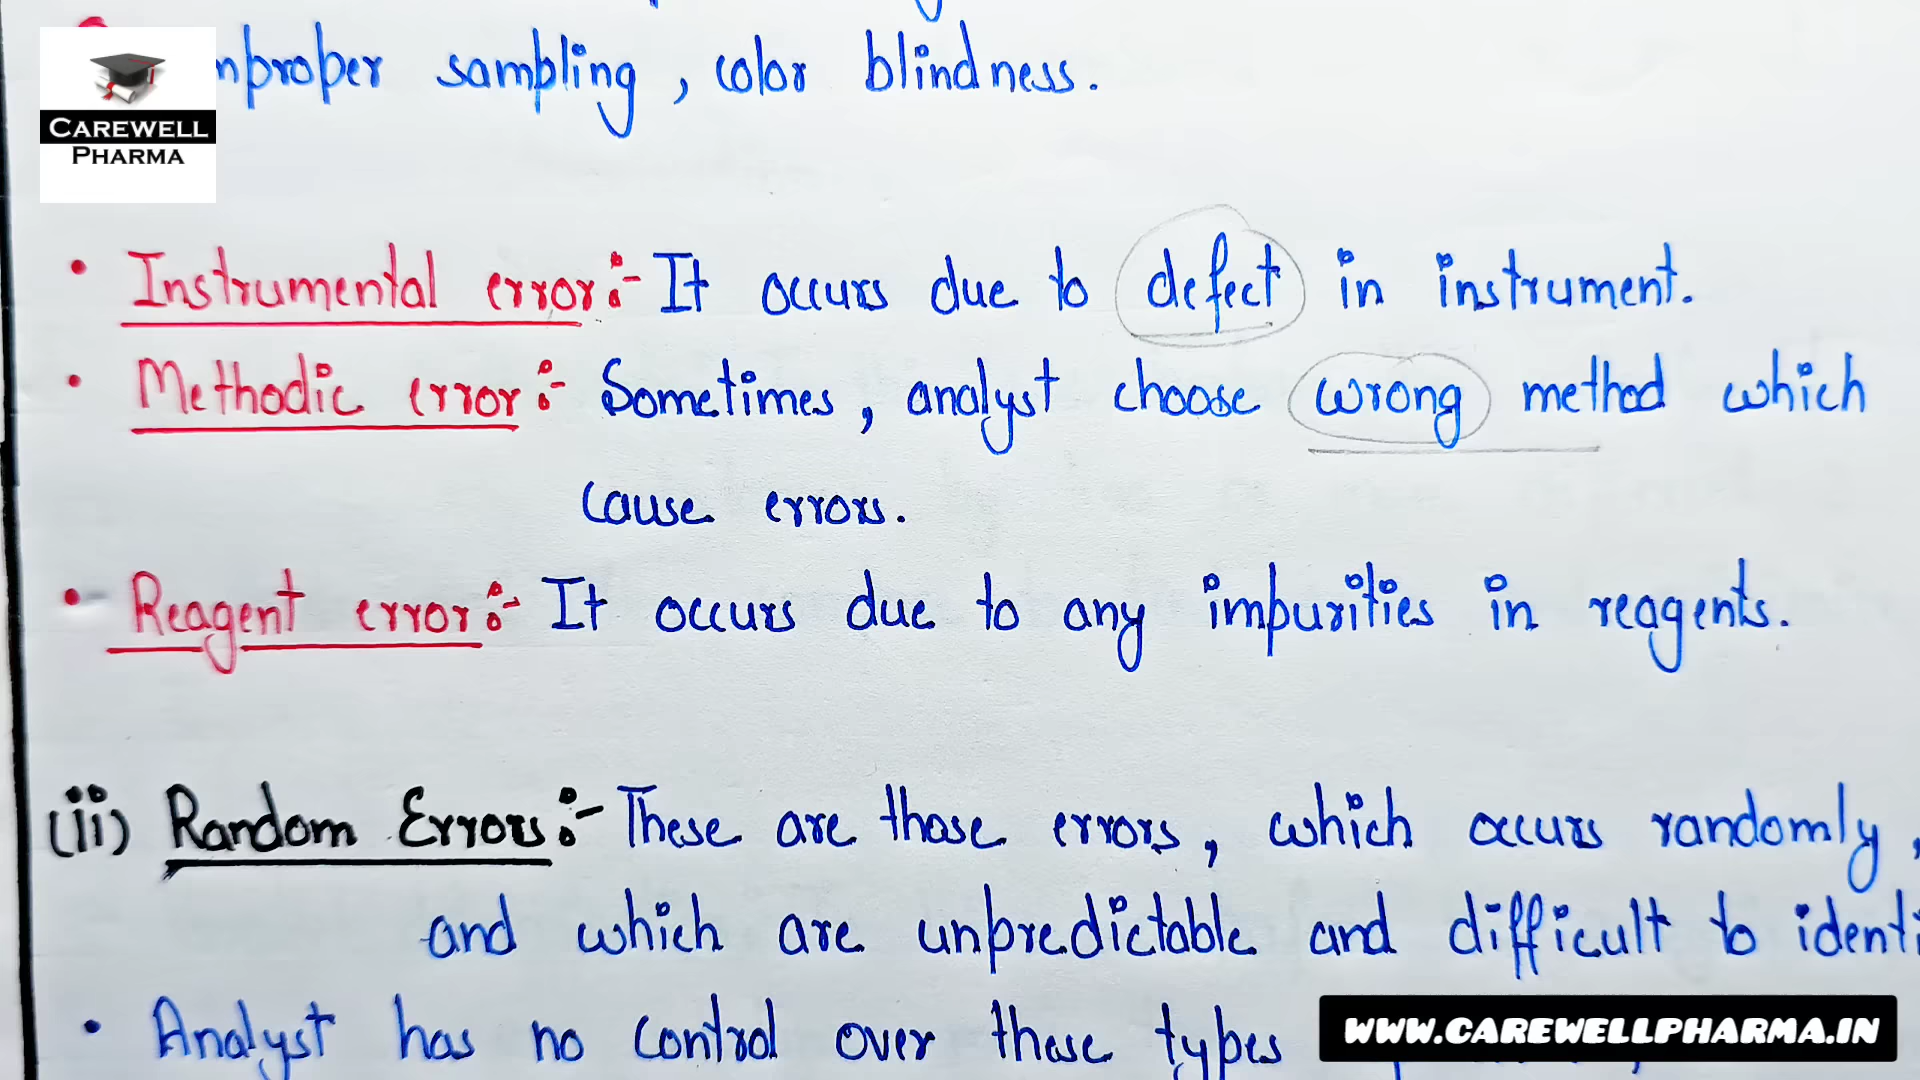 CAREWELL
PHARMA
mproper sampling, color blindness.
• Instrumental error:- It occurs due to defect in instrument.
• Methodic error:- Sometimes, analyst choose wrong method which
cause errors.
• Reagent error:- It occurs due to any impurities in reagents.
(ii) Random Errors:- These are those errors, which occurs randomly,
and which are unpredictable and difficult to identi
• Analyst has no control over these types
WWW.CAREWELLPHARMA.IN